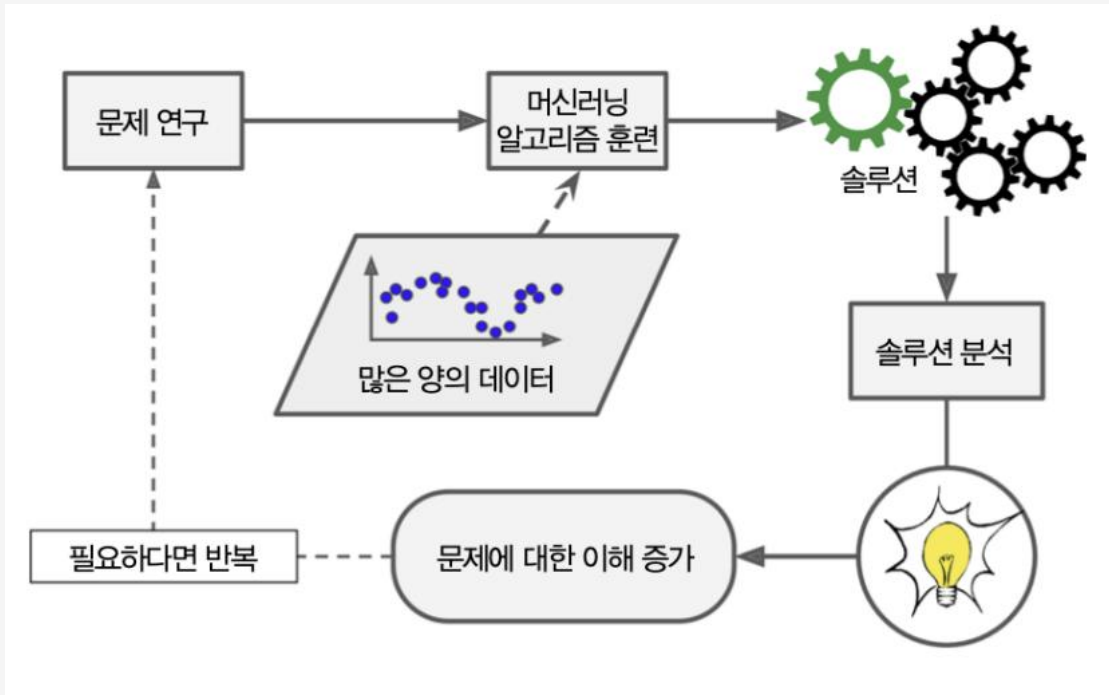 문제 연구
머신러닝
알고리즘 훈련
솔루션
많은 양의 데이터
솔루션 분석
문제에 대한 이해 증가
필요하다면 반복